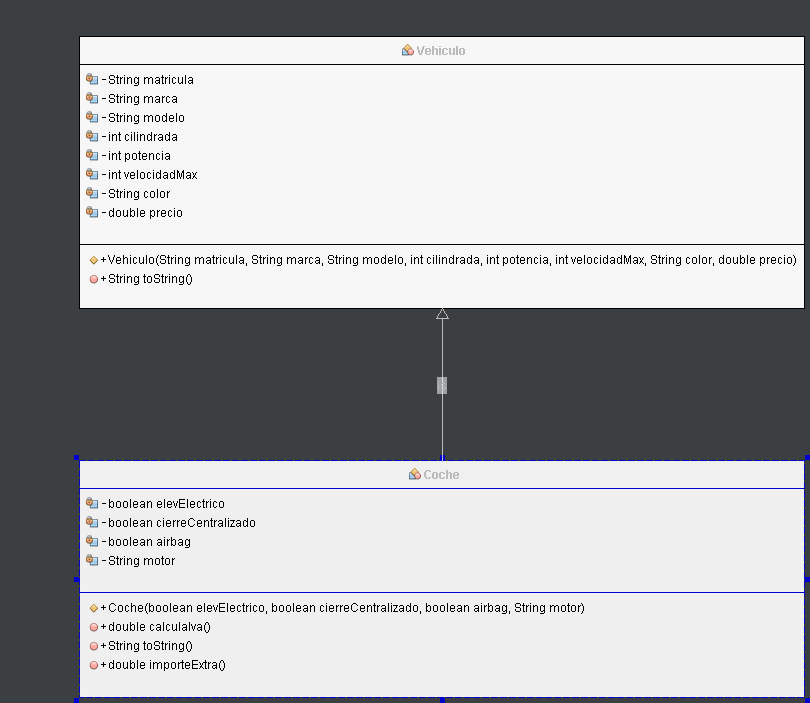 Vehiculo
-String matricula
-String marca
-String modelo
-int cilindrada
-int potencia
-int velocidadMax
-String color
-double precio
+Vehiculo(String matricula, String marca, String modelo, int cilindrada, int potencia, int velocidadMax, String color, double precio)
+String toString()
Coche
-boolean elevElectrico
-boolean cierreCentralizado
-boolean airbag
-String motor
+Coche(boolean elevElectrico, boolean cierreCentralizado, boolean airbag, String motor)
+double calculaIva()
+String toString()
+double importeExtra()